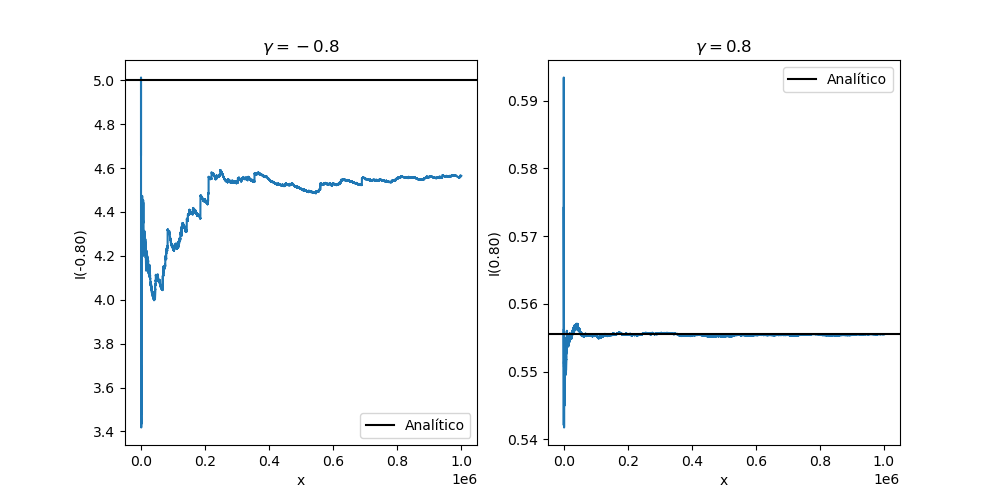 γ = −0.8
5.0
4.8
4.6
4.4
4.2
4.0
3.8
3.6
3.4
I(-0.80)
Analítico
0.0 0.2 0.4 0.6 0.8 1.0
1e6
x
γ = 0.8
0.59
0.58
0.57
0.56
0.55
0.54
I(0.80)
Analítico
0.0 0.2 0.4 0.6 0.8 1.0
1e6
x